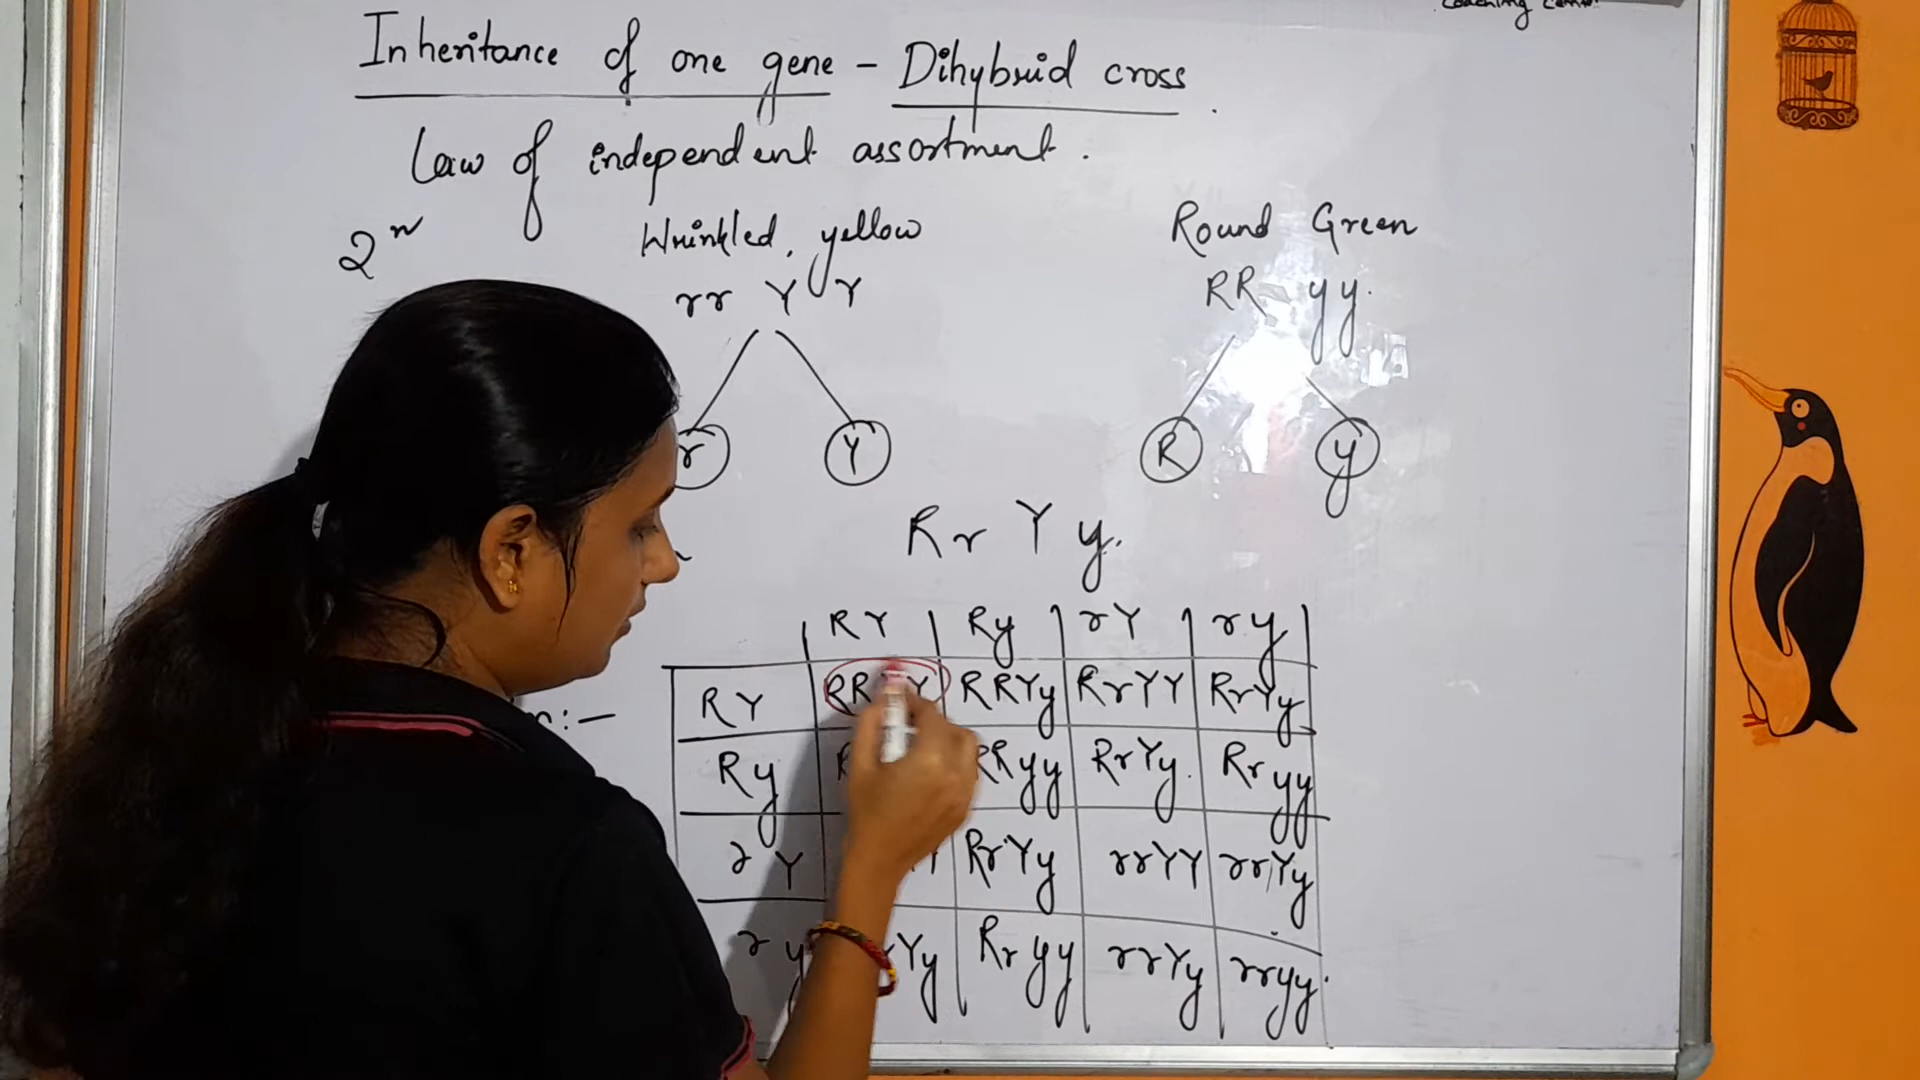 Coaching
Inheritance of one gene - Dihybrid cross
Law of independent assortment.
2ⁿ
Wrinkled, yellow
Round Green
rr YY
RR yy.
r Y
R y
Rr Yy.
RY Ry rY ry
RY RRYY RRYy RrYY RrYy
Ry RRyy RrYy. Rryy
rY RrYy rrYY rrYy
ry Yy Rryy rrYy rryy.
:-